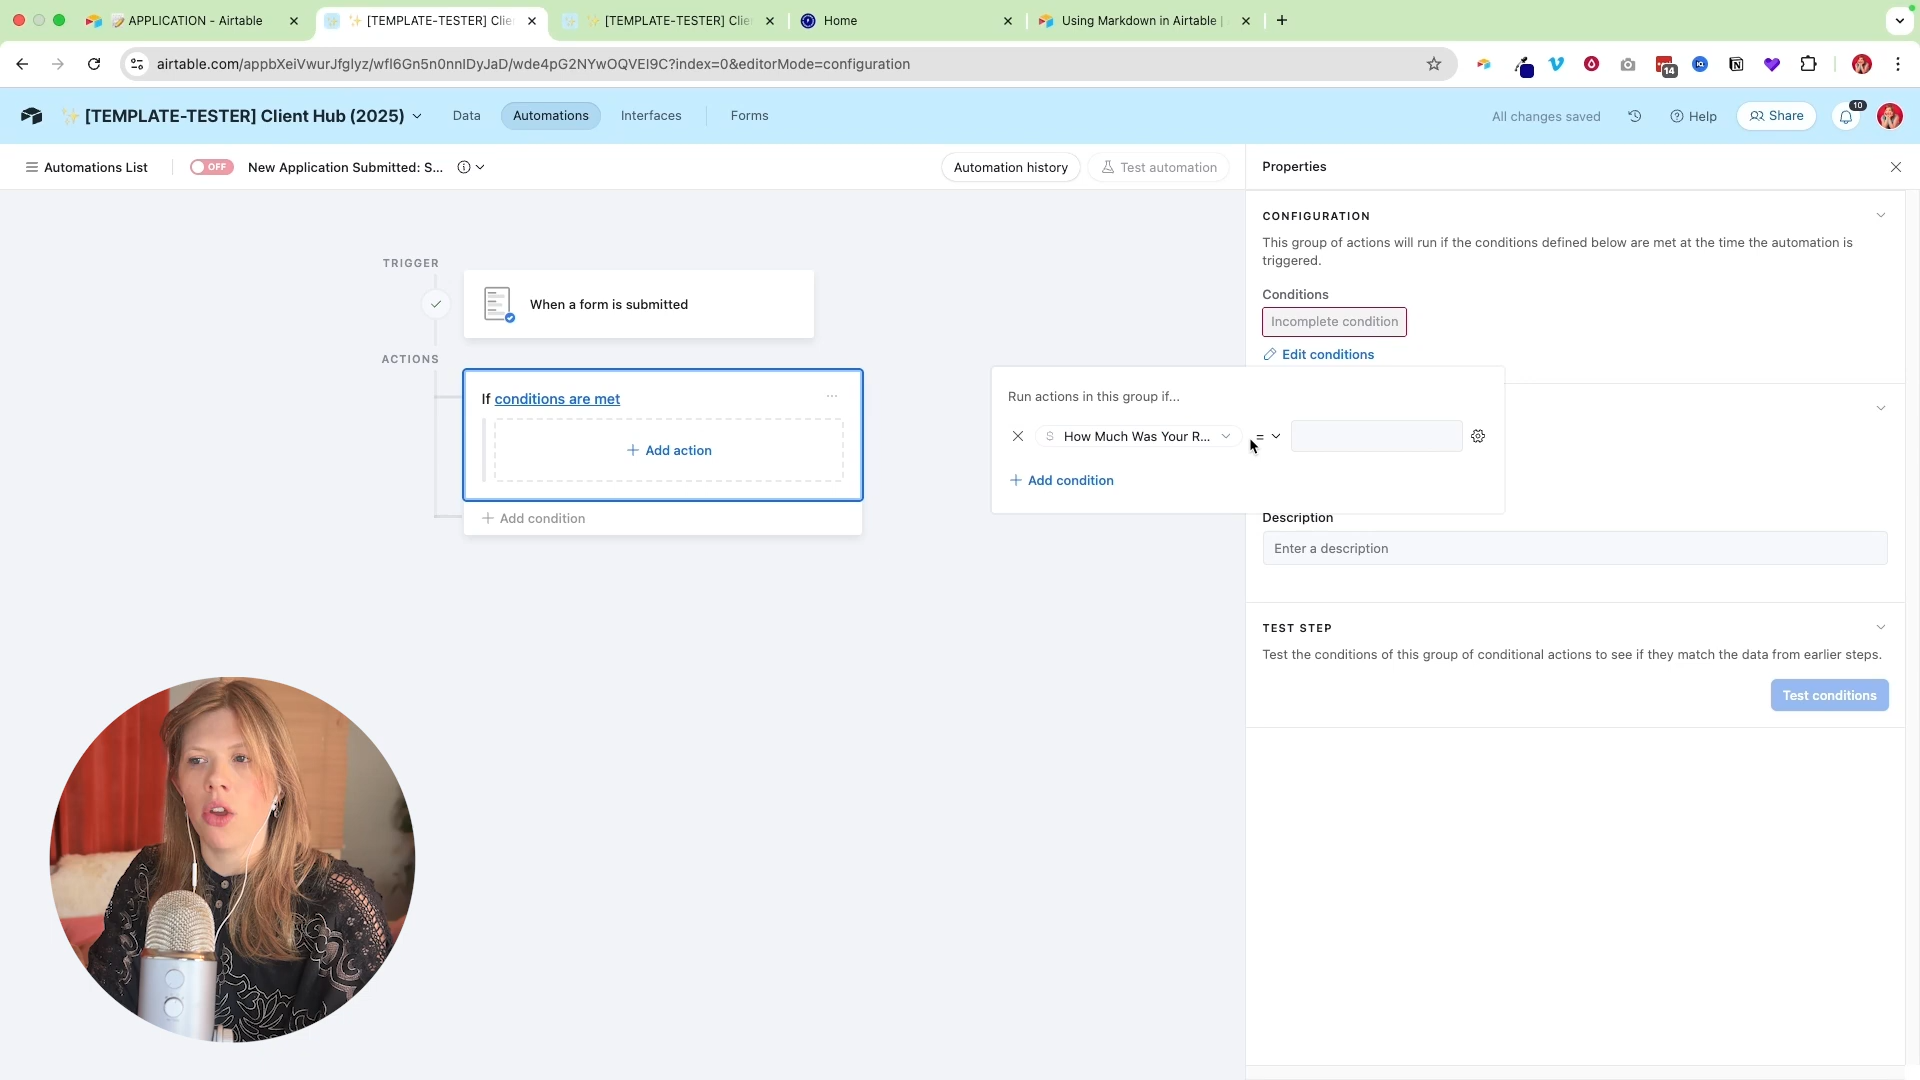 APPLICATION - Airtable
[TEMPLATE-TESTER] Clie
[TEMPLATE-TESTER] Clie
Home
Using Markdown in Airtable |
airtable.com/appbXeiVwurJfglyz/wfl6Gn5n0nnIDyJaD/wde4pG2NYwOQVEI9C?index=0&editorMode=configuration
14
[TEMPLATE-TESTER] Client Hub (2025)
Data
Automations
Interfaces
Forms
All changes saved
Help
Share
10
Automations List
OFF
New Application Submitted: S...
Automation history
Test automation
Properties
CONFIGURATION
This group of actions will run if the conditions defined below are met at the time the automation is
triggered.
Conditions
Incomplete condition
Edit conditions
TRIGGER
When a form is submitted
ACTIONS
If conditions are met
Add action
Add condition
Run actions in this group if...
How Much Was Your R...
=
Add condition
Description
Enter a description
TEST STEP
Test the conditions of this group of conditional actions to see if they match the data from earlier steps.
Test conditions